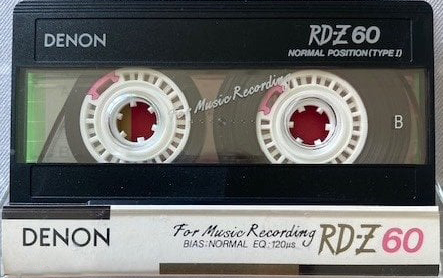 DENON
RD-Z 60
NORMAL POSITION (TYPE I)
For Music Recording
B
DENON
For Music Recording
BIAS: NORMAL EQ: 120μs
RD-Z 60